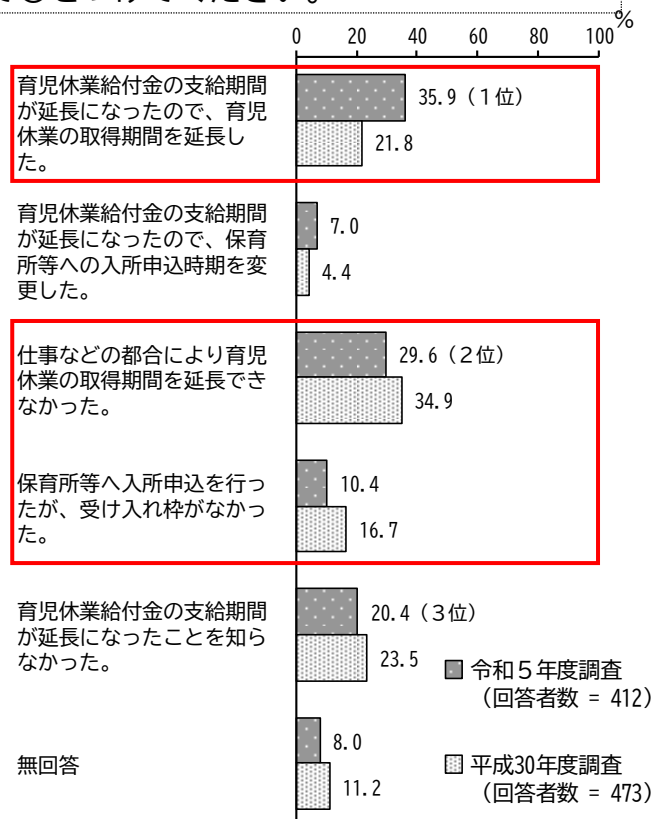 %
0 20 40 60 80 100
育児休業給付金の支給期間
が延長になったので、育児
休業の取得期間を延長し
た。
35.9（１位）
21.8
育児休業給付金の支給期間
が延長になったので、保育
所等への入所申込時期を変
更した。
7.0
4.4
仕事などの都合により育児
休業の取得期間を延長でき
なかった。
29.6（２位）
34.9
保育所等へ入所申込を行っ
たが、受け入れ枠がなかっ
た。
10.4
16.7
育児休業給付金の支給期間
が延長になったことを知ら
なかった。
20.4（３位）
23.5
無回答
8.0
11.2
令和５年度調査
（回答者数 = 412）
平成30年度調査
（回答者数 = 473）